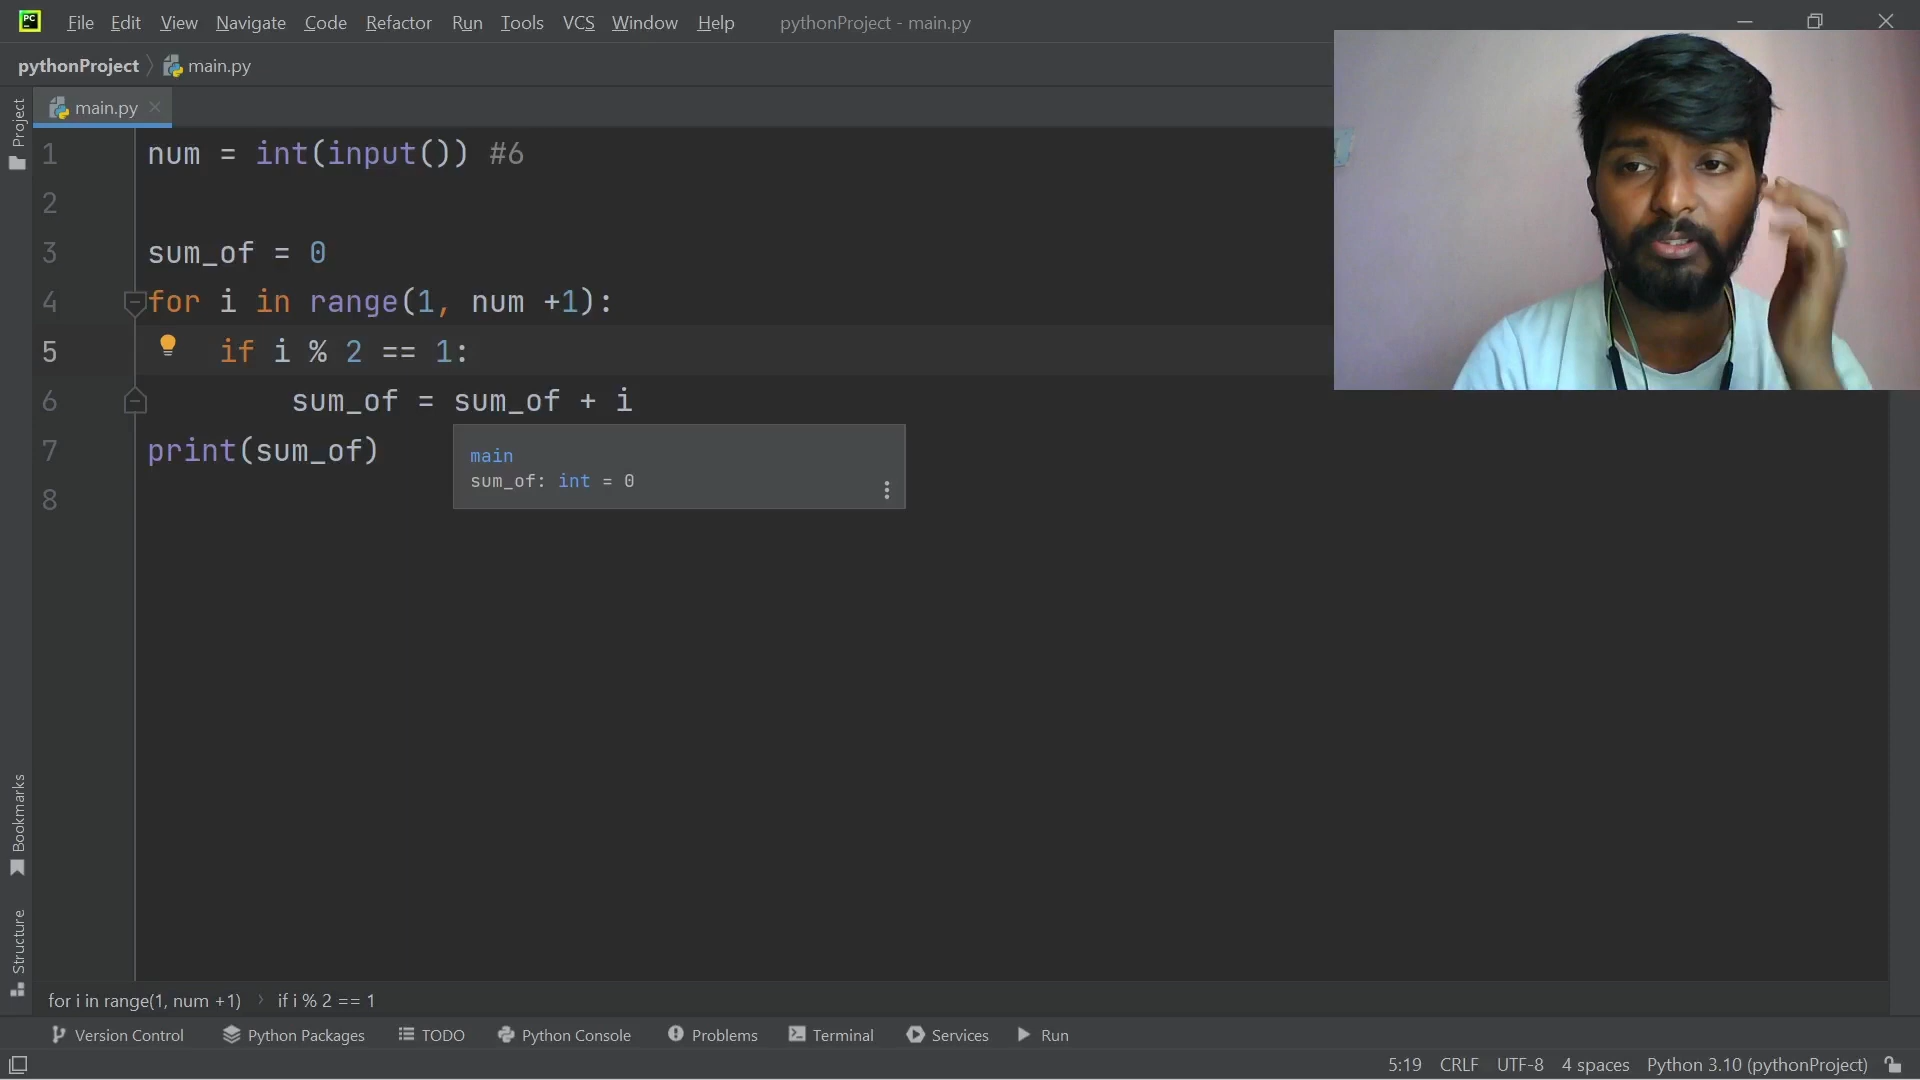 PC
File Edit View Navigate Code Refactor Run Tools VCS Window Help pythonProject - main.py
pythonProject main.py
Project
main.py
1 num = int(input()) #6
2
3 sum_of = 0
4 for i in range(1, num +1):
5 if i % 2 == 1:
6 sum_of = sum_of + i
7 print(sum_of)
8
main
sum_of: int = 0
Bookmarks
Structure
for i in range(1, num +1) › if i % 2 == 1
Version Control Python Packages TODO Python Console Problems Terminal Services Run
5:19 CRLF UTF-8 4 spaces Python 3.10 (pythonProject)